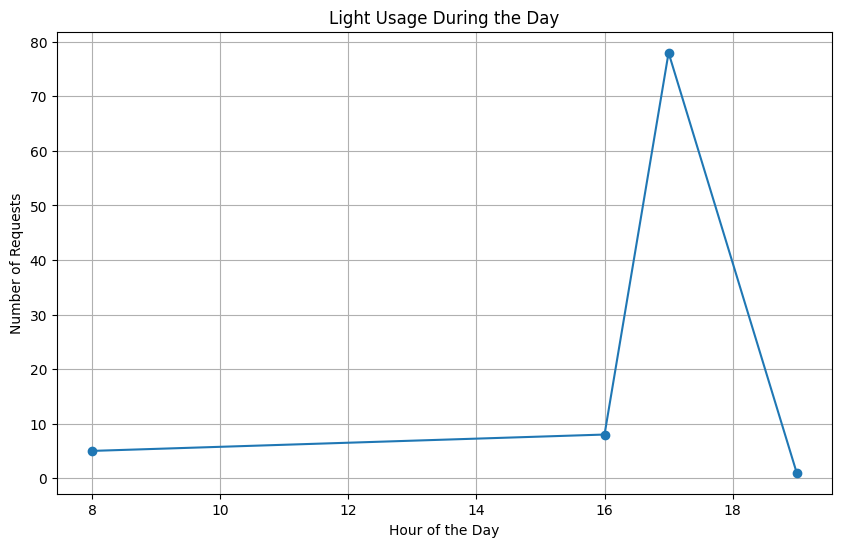 Light Usage During the Day
80
70
60
50
40
30
20
10
0
Number of Requests
8 10 12 14 16 18
Hour of the Day